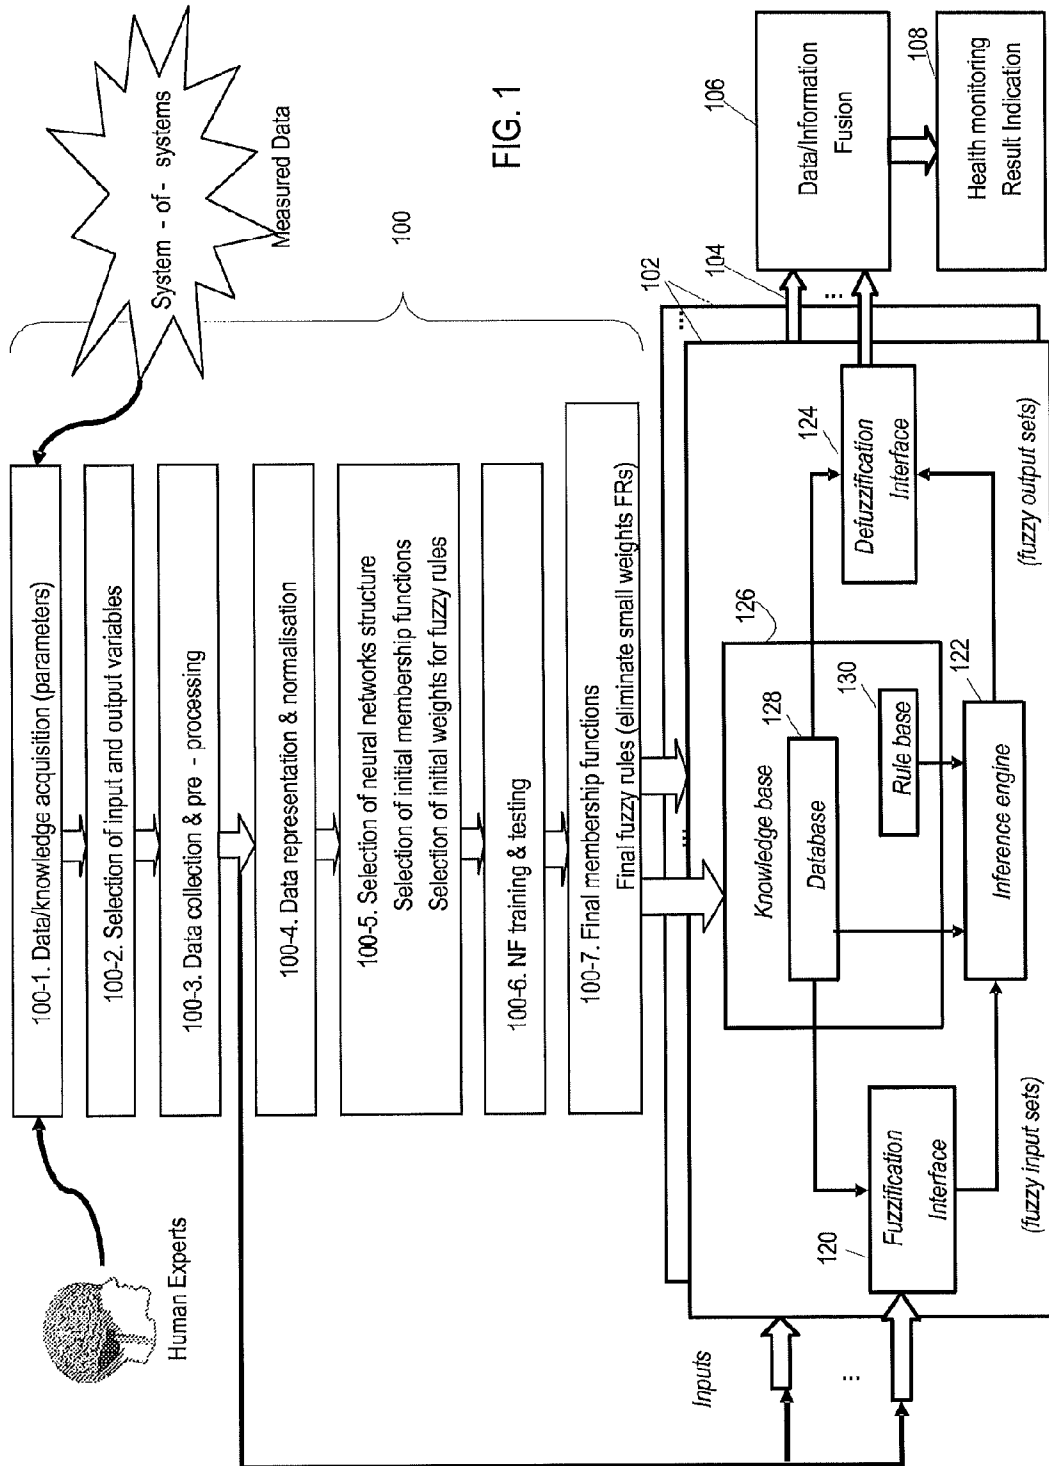 System - of - systems
Measured Data
Human Experts
100-1. Data/knowledge acquisition (parameters)
100-2. Selection of input and output variables
100-3. Data collection & pre - processing
100-4. Data representation & normalisation
100-5. Selection of neural networks structure
Selection of initial membership functions
Selection of initial weights for fuzzy rules
100-6. NF training & testing
100-7. Final membership functions
Final fuzzy rules (eliminate small weights FRs)
100
FIG. 1
Inputs
...
...
...
...
...
102
104
106
Data/Information
Fusion
108
Health monitoring
Result Indication
126
Knowledge base
128
Database
130
Rule base
122
Inference engine
120
Fuzzification
Interface
124
Defuzzification
Interface
(fuzzy input sets)
(fuzzy output sets)